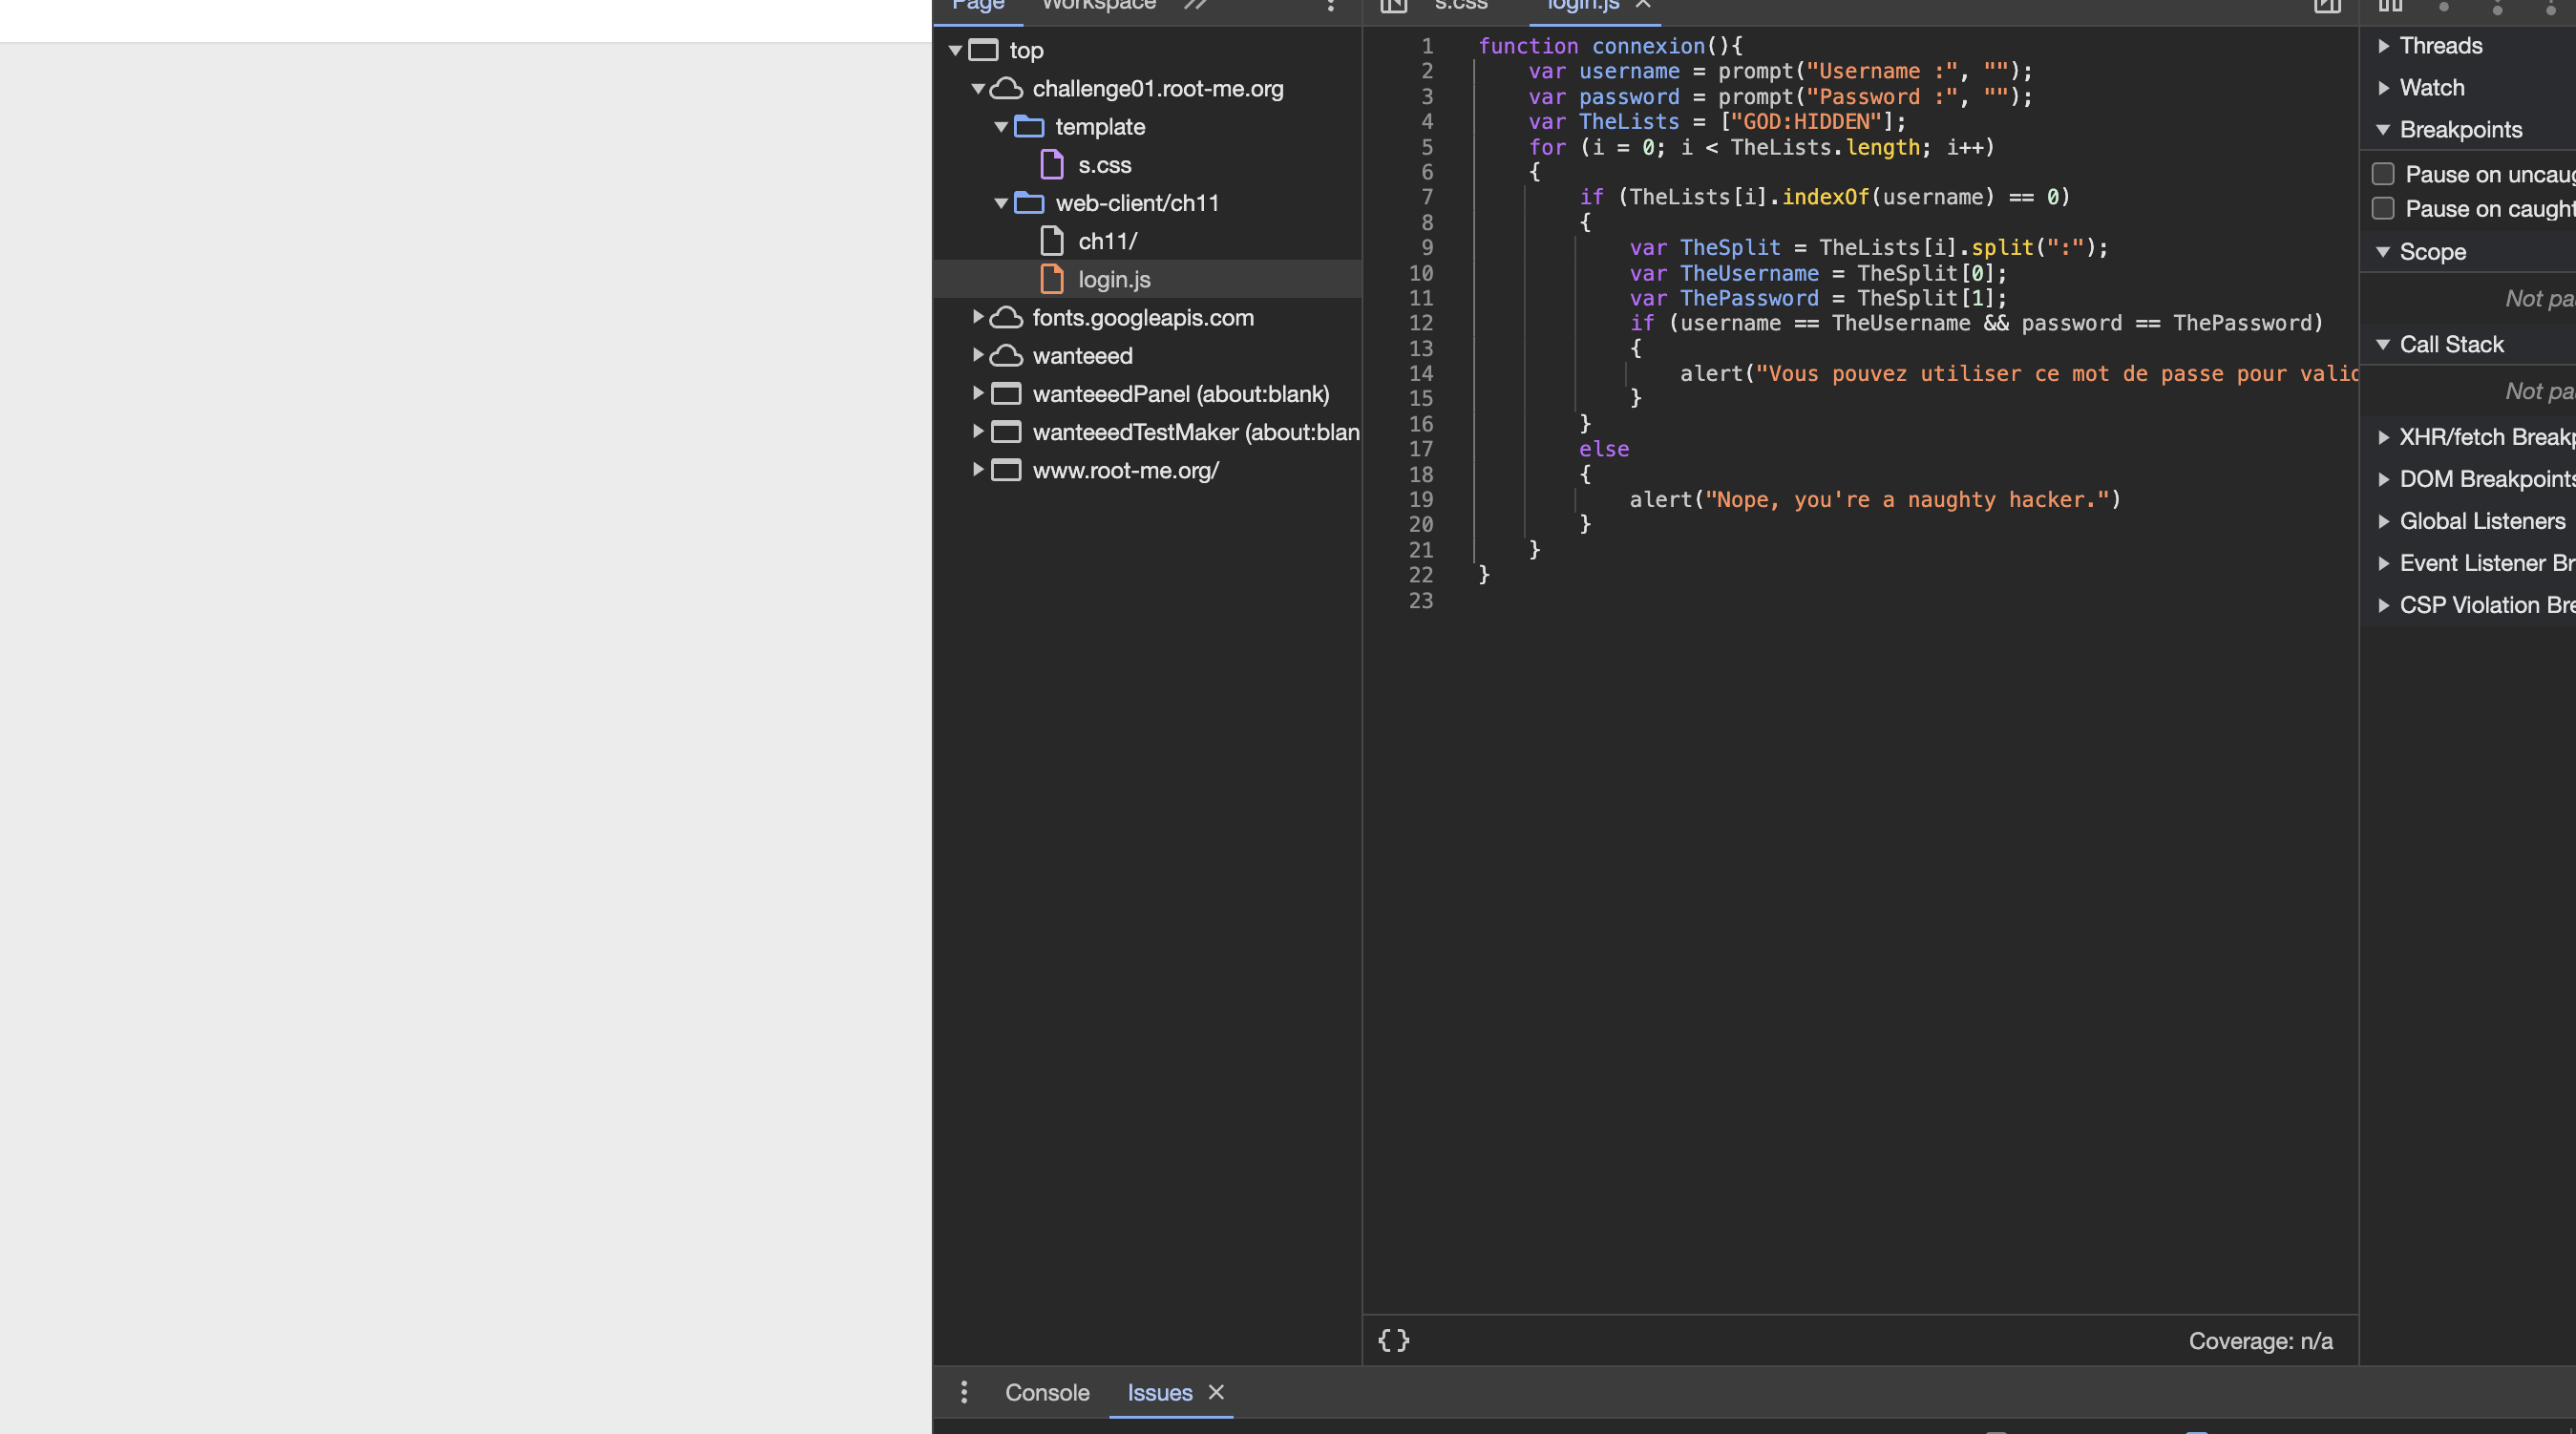 Page Workspace
top
challenge01.root-me.org
template
s.css
web-client/ch11
ch11/
login.js
fonts.googleapis.com
wanteeed
wanteeedPanel (about:blank)
wanteeedTestMaker (about:blan
www.root-me.org/
s.css login.js
1 function connexion(){
2 var username = prompt("Username :", "");
3 var password = prompt("Password :", "");
4 var TheLists = ["GOD:HIDDEN"];
5 for (i = 0; i < TheLists.length; i++)
6 {
7 if (TheLists[i].indexOf(username) == 0)
8 {
9 var TheSplit = TheLists[i].split(":");
10 var TheUsername = TheSplit[0];
11 var ThePassword = TheSplit[1];
12 if (username == TheUsername && password == ThePassword)
13 {
14 alert("Vous pouvez utiliser ce mot de passe pour valid
15 }
16 }
17 else
18 {
19 alert("Nope, you're a naughty hacker.")
20 }
21 }
22 }
23
{} Coverage: n/a
Threads
Watch
Breakpoints
Pause on uncaug
Pause on caught
Scope
Not pa
Call Stack
Not pa
XHR/fetch Breakp
DOM Breakpoints
Global Listeners
Event Listener Br
CSP Violation Bre
Console Issues